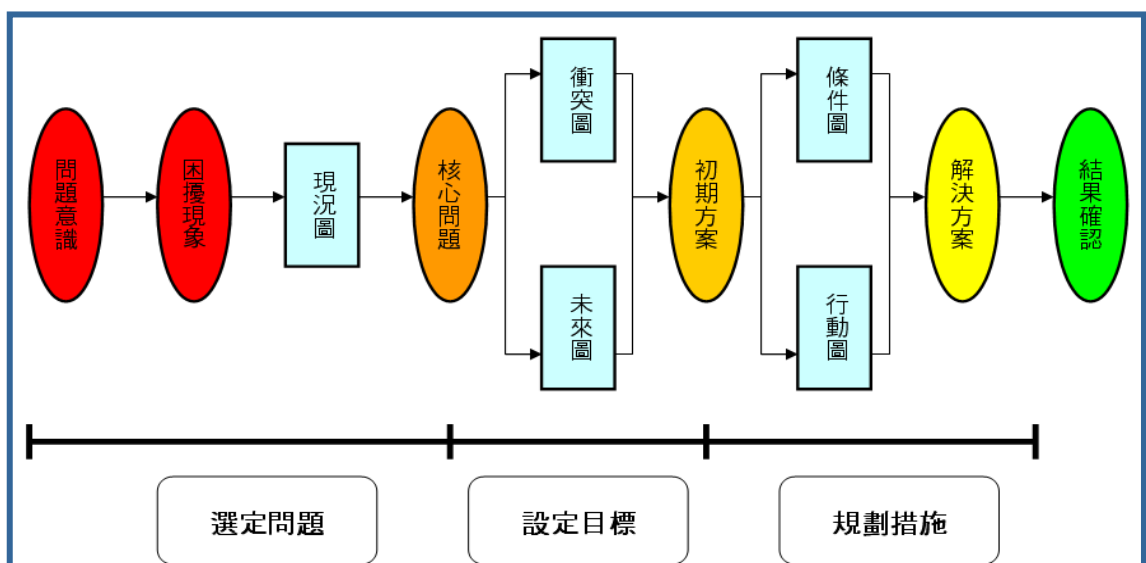 問題意識
困擾現象
現況圖
核心問題
衝突圖
未來圖
初期方案
條件圖
行動圖
解決方案
結果確認
選定問題
設定目標
規劃措施